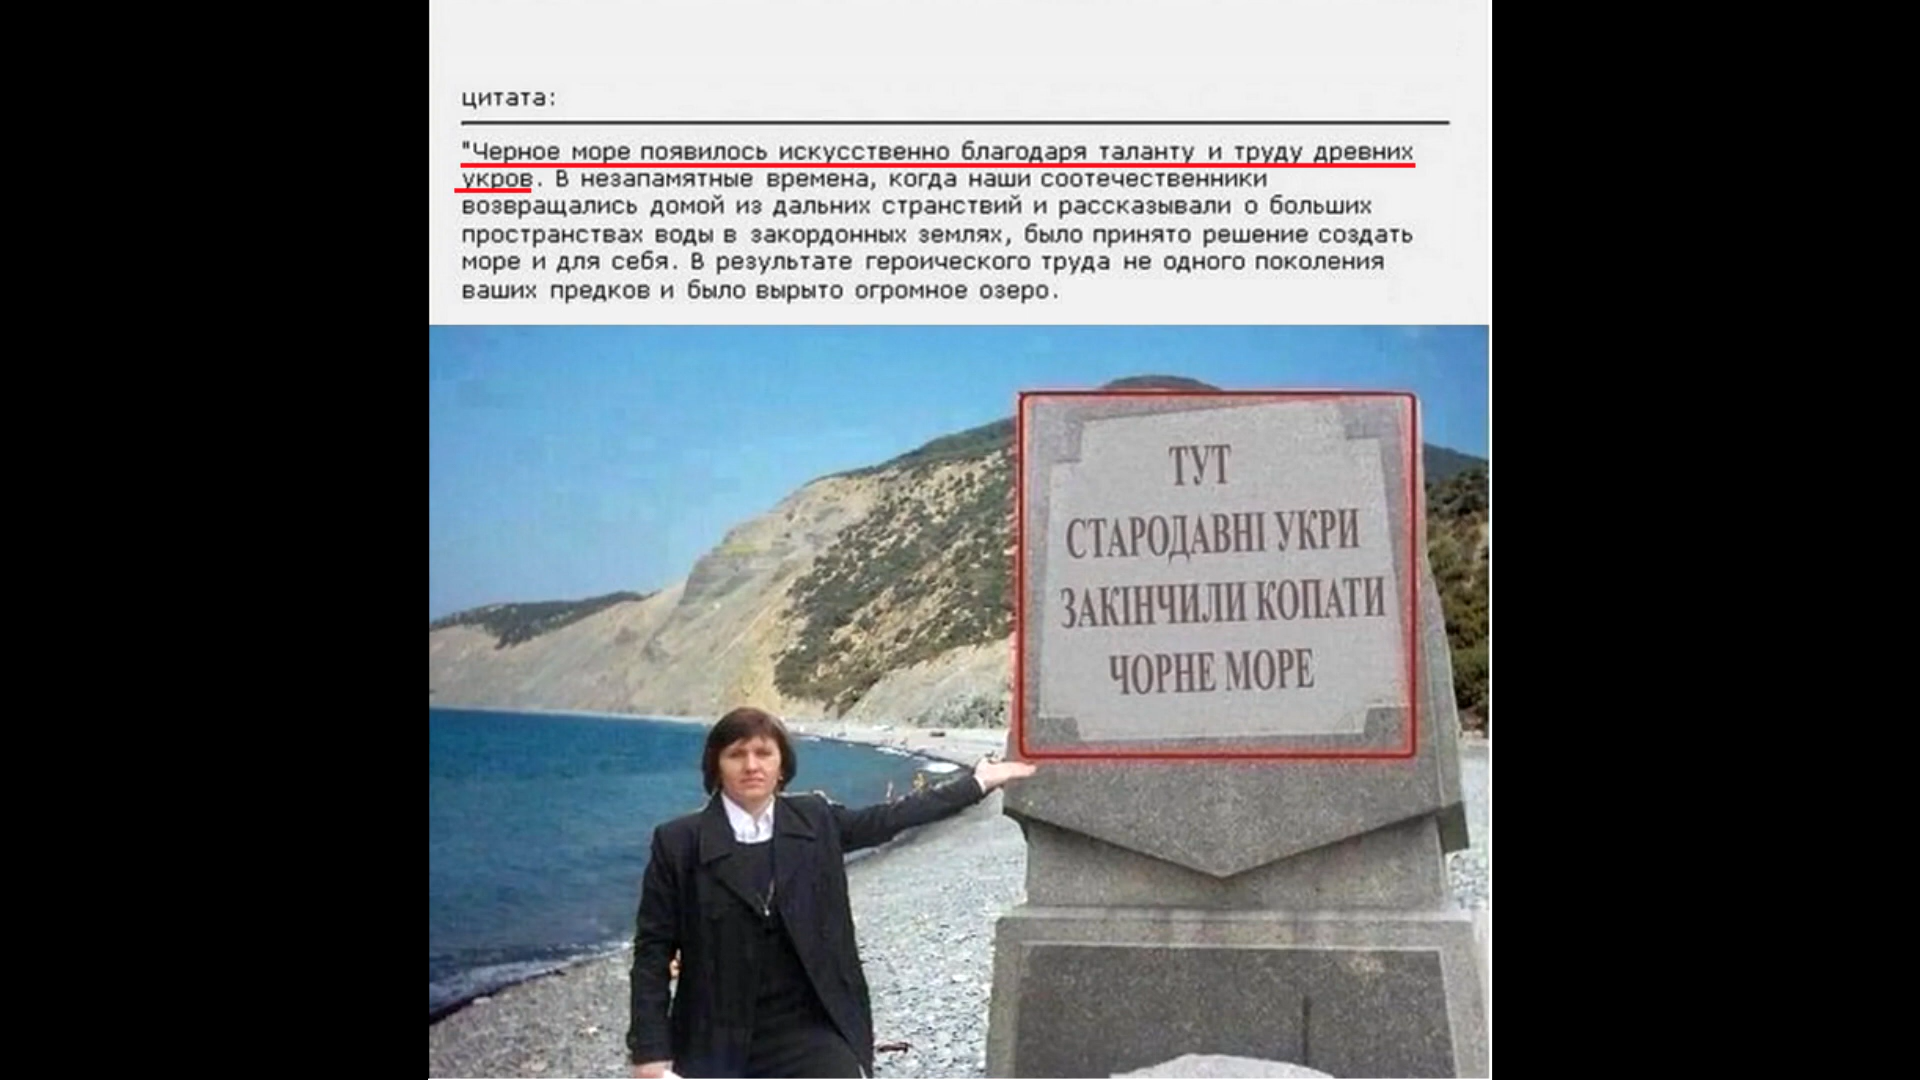 цитата:
"Черное море появилось искусственно благодаря таланту и труду древних
укров. В незапамятные времена, когда наши соотечественники
возвращались домой из дальних странствий и рассказывали о больших
пространствах воды в закордонных землях, было принято решение создать
море и для себя. В результате героического труда не одного поколения
ваших предков и было вырыто огромное озеро.
ТУТ
СТАРОДАВНІ УКРИ
ЗАКІНЧИЛИ КОПАТИ
ЧОРНЕ МОРЕ